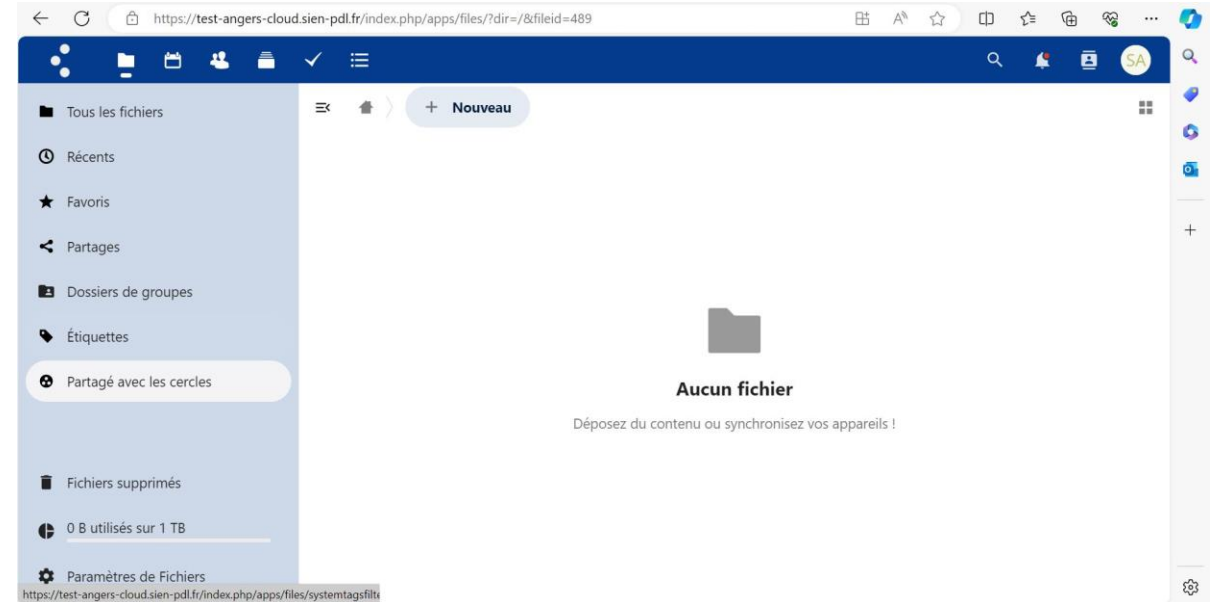 https://test-angers-cloud.sien-pdl.fr/index.php/apps/files/?dir=/&fileid=489
SA
Tous les fichiers
+ Nouveau
Récents
Favoris
Partages
Dossiers de groupes
Étiquettes
Partagé avec les cercles
Aucun fichier
Déposez du contenu ou synchronisez vos appareils !
Fichiers supprimés
0 B utilisés sur 1 TB
Paramètres de Fichiers
https://test-angers-cloud.sien-pdl.fr/index.php/apps/files/systemtagsfilte